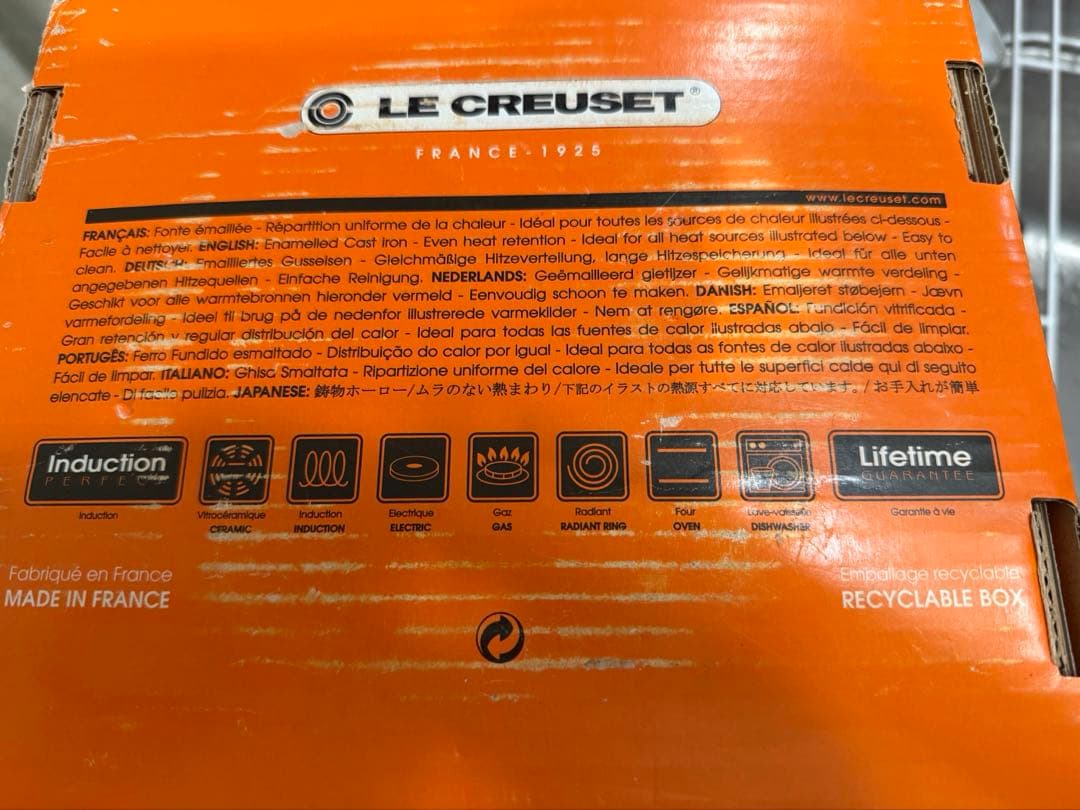 LE CREUSET®
FRANCE - 1925
www.lecreuset.com
FRANÇAIS: Fonte émaillée - Répartition uniforme de la chaleur - Idéal pour toutes les sources de chaleur illustrées ci-dessous -
Facile à nettoyer. ENGLISH: Enamelled Cast Iron - Even heat retention - Ideal for all heat sources illustrated below - Easy to
clean. DEUTSCH: Emailliertes Gusseisen - Gleichmäßige Hitzeverteilung, lange Hitzespeicherung - Ideal für alle unten
angegebenen Hitzequellen - Einfache Reinigung. NEDERLANDS: Geëmailleerd gietijzer - Gelijkmatige warmte verdeling -
Geschikt voor alle warmtebronnen hieronder vermeld - Eenvoudig schoon te maken. DANISH: Emaljeret støbejern - Jævn
varmefordeling - Ideel til brug på de nedenfor illustrerede varmekilder - Nem at rengøre. ESPAÑOL: Fundición vitrificada -
Gran retención y regular distribución del calor - Ideal para todas las fuentes de calor ilustradas abajo - Fácil de limpiar.
PORTUGÊS: Ferro Fundido esmaltado - Distribuição do calor por igual - Ideal para todas as fontes de calor ilustradas abaixo -
Fácil de limpar. ITALIANO: Ghisa Smaltata - Ripartizione uniforme del calore - Ideale per tutte le superfici calde qui di seguito
elencate - Di facile pulizia. JAPANESE: 鋳物ホーロー/ムラのない熱まわり/下記のイラストの熱源すべてに対応しています。/お手入れが簡単
Induction
PERFECT
Lifetime
GUARANTEE
Induction
Vitrocéramique
CERAMIC
Induction
INDUCTION
Electrique
ELECTRIC
Gaz
GAS
Radiant
RADIANT RING
Four
OVEN
Lave-vaisselle
DISHWASHER
Garantie à vie
Fabriqué en France
MADE IN FRANCE
Emballage recyclable
RECYCLABLE BOX